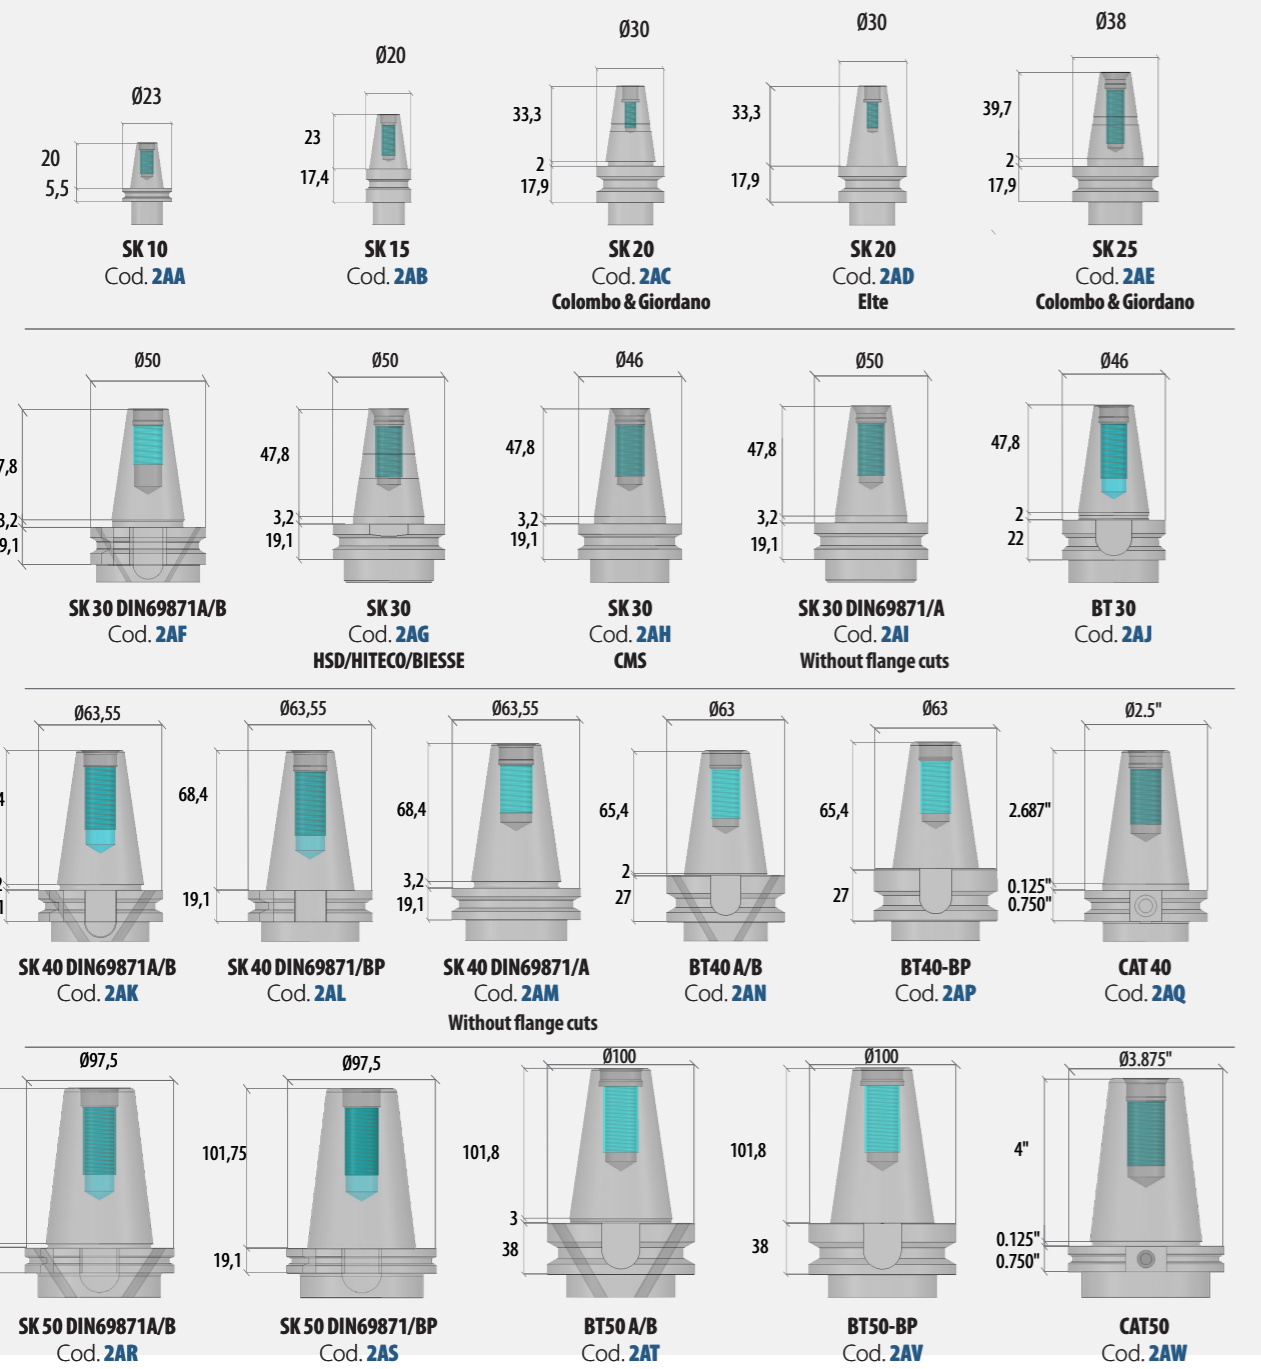 Ø23
20
5,5
SK 10
Cod. 2AA
Ø20
23
17,4
SK 15
Cod. 2AB
Ø30
33,3
2
17,9
SK 20
Cod. 2AC
Colombo & Giordano
Ø30
33,3
17,9
SK 20
Cod. 2AD
Elte
Ø38
39,7
2
17,9
SK 25
Cod. 2AE
Colombo & Giordano
Ø50
7,8
3,2
9,1
SK 30 DIN69871A/B
Cod. 2AF
Ø50
47,8
3,2
19,1
SK 30
Cod. 2AG
HSD/HITECO/BIESSE
Ø46
47,8
3,2
19,1
SK 30
Cod. 2AH
CMS
Ø50
47,8
3,2
19,1
SK 30 DIN69871/A
Cod. 2AI
Without flange cuts
Ø46
47,8
2
22
BT 30
Cod. 2AJ
Ø63,55
4
2
1
SK 40 DIN69871A/B
Cod. 2AK
Ø63,55
68,4
19,1
SK 40 DIN69871/BP
Cod. 2AL
Ø63,55
68,4
3,2
19,1
SK 40 DIN69871/A
Cod. 2AM
Without flange cuts
Ø63
65,4
2
27
BT40 A/B
Cod. 2AN
Ø63
65,4
27
BT40-BP
Cod. 2AP
Ø2.5"
2.687"
0.125"
0.750"
CAT 40
Cod. 2AQ
Ø97,5
SK 50 DIN69871A/B
Cod. 2AR
Ø97,5
101,75
19,1
SK 50 DIN69871/BP
Cod. 2AS
Ø100
101,8
3
38
BT50 A/B
Cod. 2AT
Ø100
101,8
38
BT50-BP
Cod. 2AV
Ø3.875"
4"
0.125"
0.750"
CAT50
Cod. 2AW